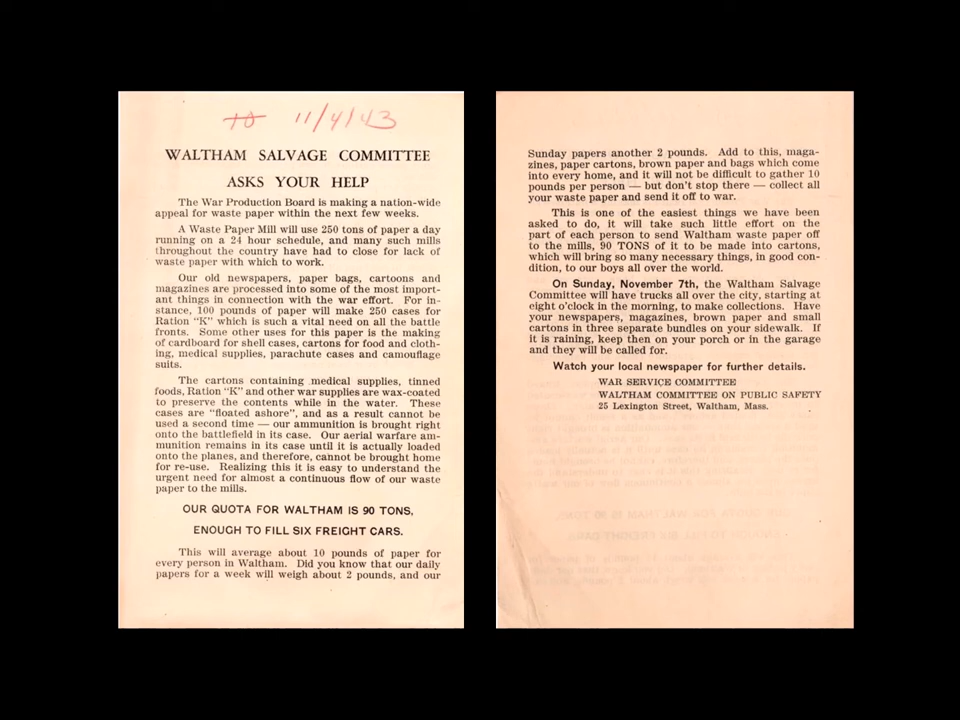 10 11/4/43
WALTHAM SALVAGE COMMITTEE
ASKS YOUR HELP
The War Production Board is making a nation-wide
appeal for waste paper within the next few weeks.
A Waste Paper Mill will use 250 tons of paper a day
running on a 24 hour schedule, and many such mills
throughout the country have had to close for lack of
waste paper with which to work.
Our old newspapers, paper bags, cartoons and
magazines are processed into some of the most import-
ant things in connection with the war effort. For in-
stance, 100 pounds of paper will make 250 cases for
Ration "K" which is such a vital need on all the battle
fronts. Some other uses for this paper is the making
of cardboard for shell cases, cartons for food and cloth-
ing, medical supplies, parachute cases and camouflage
suits.
The cartons containing medical supplies, tinned
foods, Ration "K" and other war supplies are wax-coated
to preserve the contents while in the water. These
cases are "floated ashore", and as a result cannot be
used a second time — our ammunition is brought right
onto the battlefield in its case. Our aerial warfare am-
munition remains in its case until it is actually loaded
onto the planes, and therefore, cannot be brought home
for re-use. Realizing this it is easy to understand the
urgent need for almost a continuous flow of our waste
paper to the mills.
OUR QUOTA FOR WALTHAM IS 90 TONS,
ENOUGH TO FILL SIX FREIGHT CARS.
This will average about 10 pounds of paper for
every person in Waltham. Did you know that our daily
papers for a week will weigh about 2 pounds, and our
Sunday papers another 2 pounds. Add to this, maga-
zines, paper cartons, brown paper and bags which come
into every home, and it will not be difficult to gather 10
pounds per person — but don't stop there — collect all
your waste paper and send it off to war.
This is one of the easiest things we have been
asked to do, it will take such little effort on the
part of each person to send Waltham waste paper off
to the mills, 90 TONS of it to be made into cartons,
which will bring so many necessary things, in good con-
dition, to our boys all over the world.
On Sunday, November 7th, the Waltham Salvage
Committee will have trucks all over the city, starting at
eight o'clock in the morning, to make collections. Have
your newspapers, magazines, brown paper and small
cartons in three separate bundles on your sidewalk. If
it is raining, keep then on your porch or in the garage
and they will be called for.
Watch your local newspaper for further details.
WAR SERVICE COMMITTEE
WALTHAM COMMITTEE ON PUBLIC SAFETY
25 Lexington Street, Waltham, Mass.